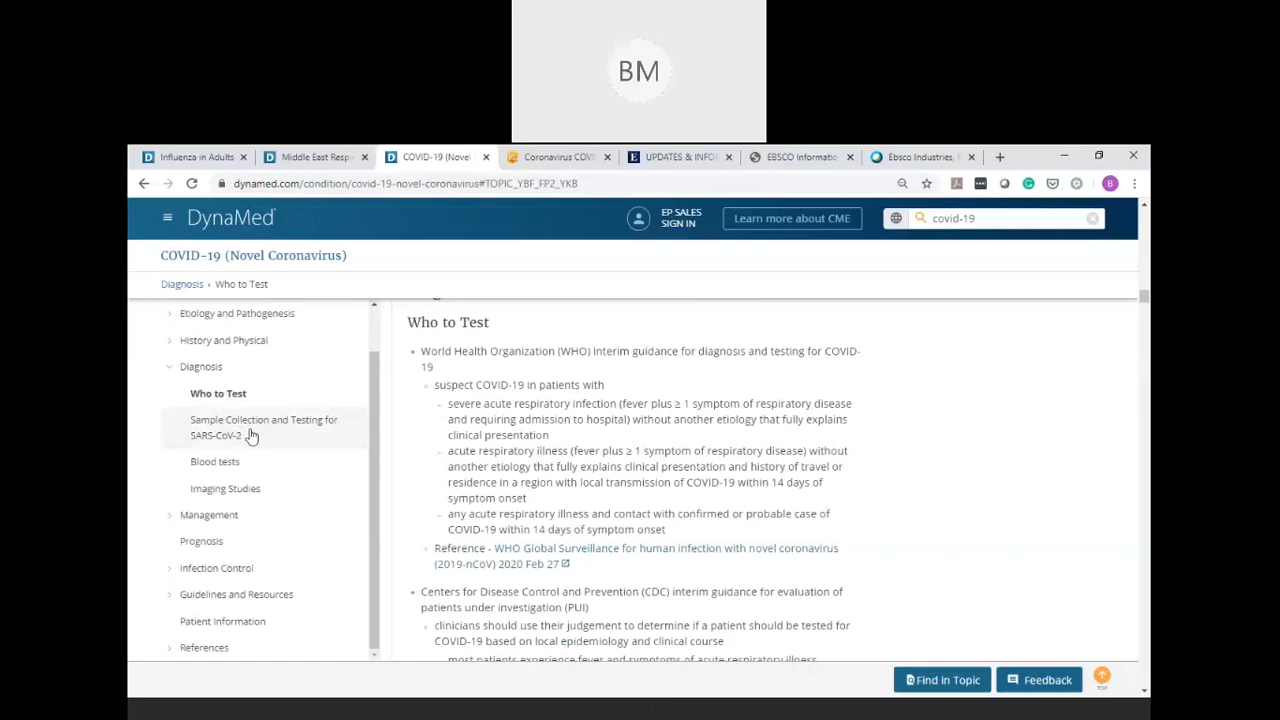 BM
Influenza in Adults
Middle East Resp
COVID-19 (Novel
Coronavirus COVI
UPDATES & INFO
EBSCO Informatio
Ebsco Industries,
dynamed.com/condition/covid-19-novel-coronavirus#TOPIC_YBF_FP2_YKB
B
DynaMed
EP SALES
SIGN IN
Learn more about CME
covid-19
COVID-19 (Novel Coronavirus)
Diagnosis › Who to Test
Etiology and Pathogenesis
History and Physical
Diagnosis
Who to Test
Sample Collection and Testing for
SARS-CoV-2
Blood tests
Imaging Studies
Management
Prognosis
Infection Control
Guidelines and Resources
Patient Information
References
Who to Test
World Health Organization (WHO) interim guidance for diagnosis and testing for COVID-
19
suspect COVID-19 in patients with
severe acute respiratory infection (fever plus ≥ 1 symptom of respiratory disease
and requiring admission to hospital) without another etiology that fully explains
clinical presentation
acute respiratory illness (fever plus ≥ 1 symptom of respiratory disease) without
another etiology that fully explains clinical presentation and history of travel or
residence in a region with local transmission of COVID-19 within 14 days of
symptom onset
any acute respiratory illness and contact with confirmed or probable case of
COVID-19 within 14 days of symptom onset
Reference - WHO Global Surveillance for human infection with novel coronavirus
(2019-nCoV) 2020 Feb 27
Centers for Disease Control and Prevention (CDC) interim guidance for evaluation of
patients under investigation (PUI)
clinicians should use their judgement to determine if a patient should be tested for
COVID-19 based on local epidemiology and clinical course
most patients experience fever and symptoms of acute respiratory illness
Find in Topic
Feedback
TOP